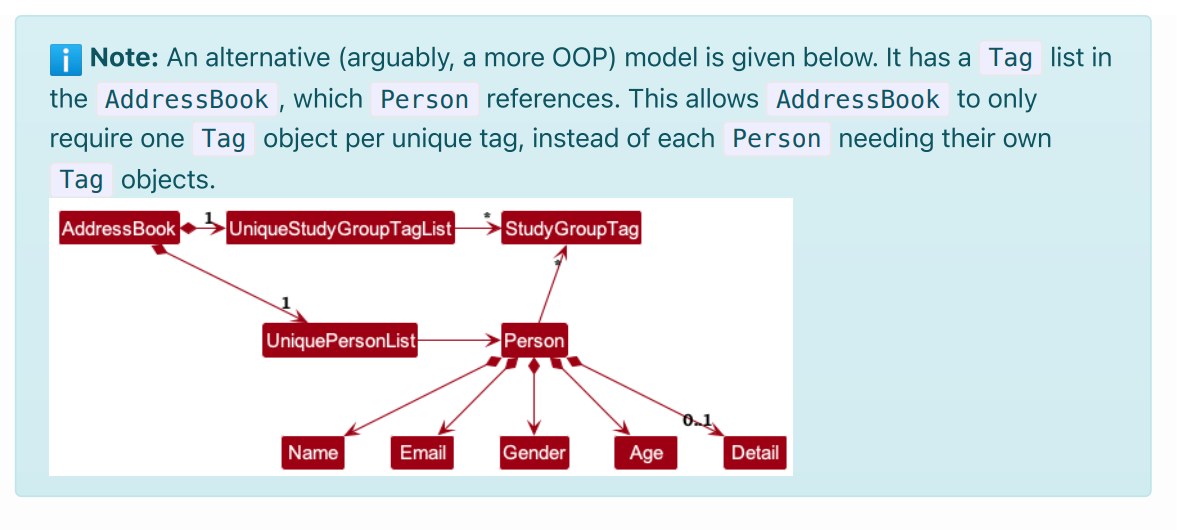 Note: An alternative (arguably, a more OOP) model is given below. It has a Tag list in
the AddressBook , which Person references. This allows AddressBook to only
require one Tag object per unique tag, instead of each Person needing their own
Tag objects.
AddressBook 1 UniqueStudyGroupTagList * StudyGroupTag
*
1
UniquePersonList Person
0..1
Name Email Gender Age Detail